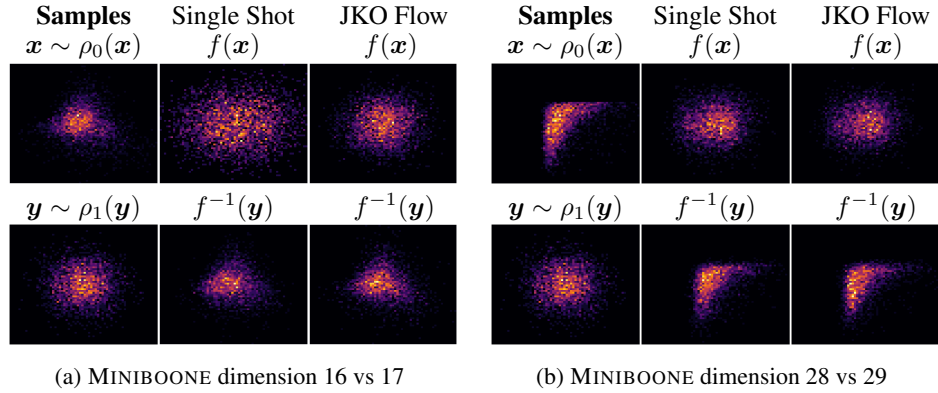 Samples Single Shot JKO Flow
x ∼ ρ₀(x) f(x) f(x)
y ∼ ρ₁(y) f⁻¹(y) f⁻¹(y)
(a) MINIBOONE dimension 16 vs 17
Samples Single Shot JKO Flow
x ∼ ρ₀(x) f(x) f(x)
y ∼ ρ₁(y) f⁻¹(y) f⁻¹(y)
(b) MINIBOONE dimension 28 vs 29